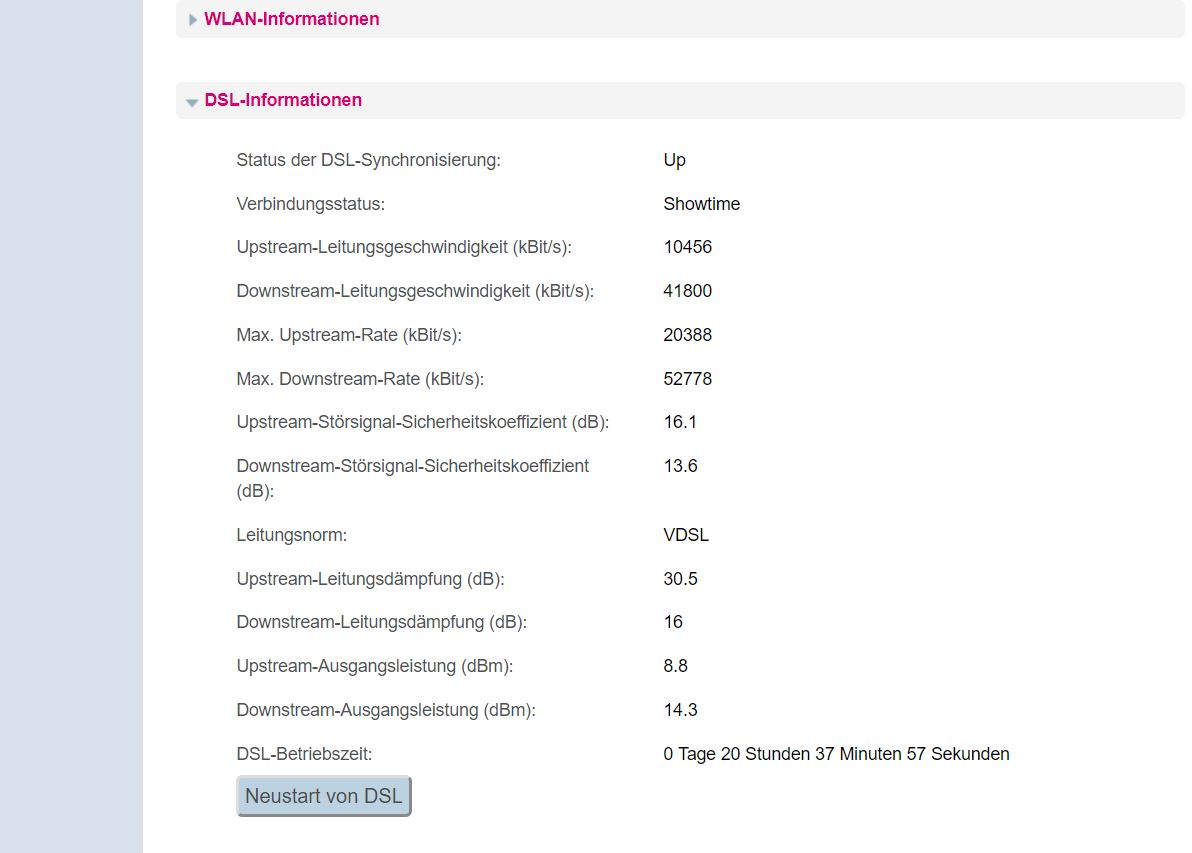 WLAN-Informationen
DSL-Informationen
Status der DSL-Synchronisierung: Up
Verbindungsstatus: Showtime
Upstream-Leitungsgeschwindigkeit (kBit/s): 10456
Downstream-Leitungsgeschwindigkeit (kBit/s): 41800
Max. Upstream-Rate (kBit/s): 20388
Max. Downstream-Rate (kBit/s): 52778
Upstream-Störsignal-Sicherheitskoeffizient (dB): 16.1
Downstream-Störsignal-Sicherheitskoeffizient 13.6
(dB):
Leitungsnorm: VDSL
Upstream-Leitungsdämpfung (dB): 30.5
Downstream-Leitungsdämpfung (dB): 16
Upstream-Ausgangsleistung (dBm): 8.8
Downstream-Ausgangsleistung (dBm): 14.3
DSL-Betriebszeit: 0 Tage 20 Stunden 37 Minuten 57 Sekunden
Neustart von DSL